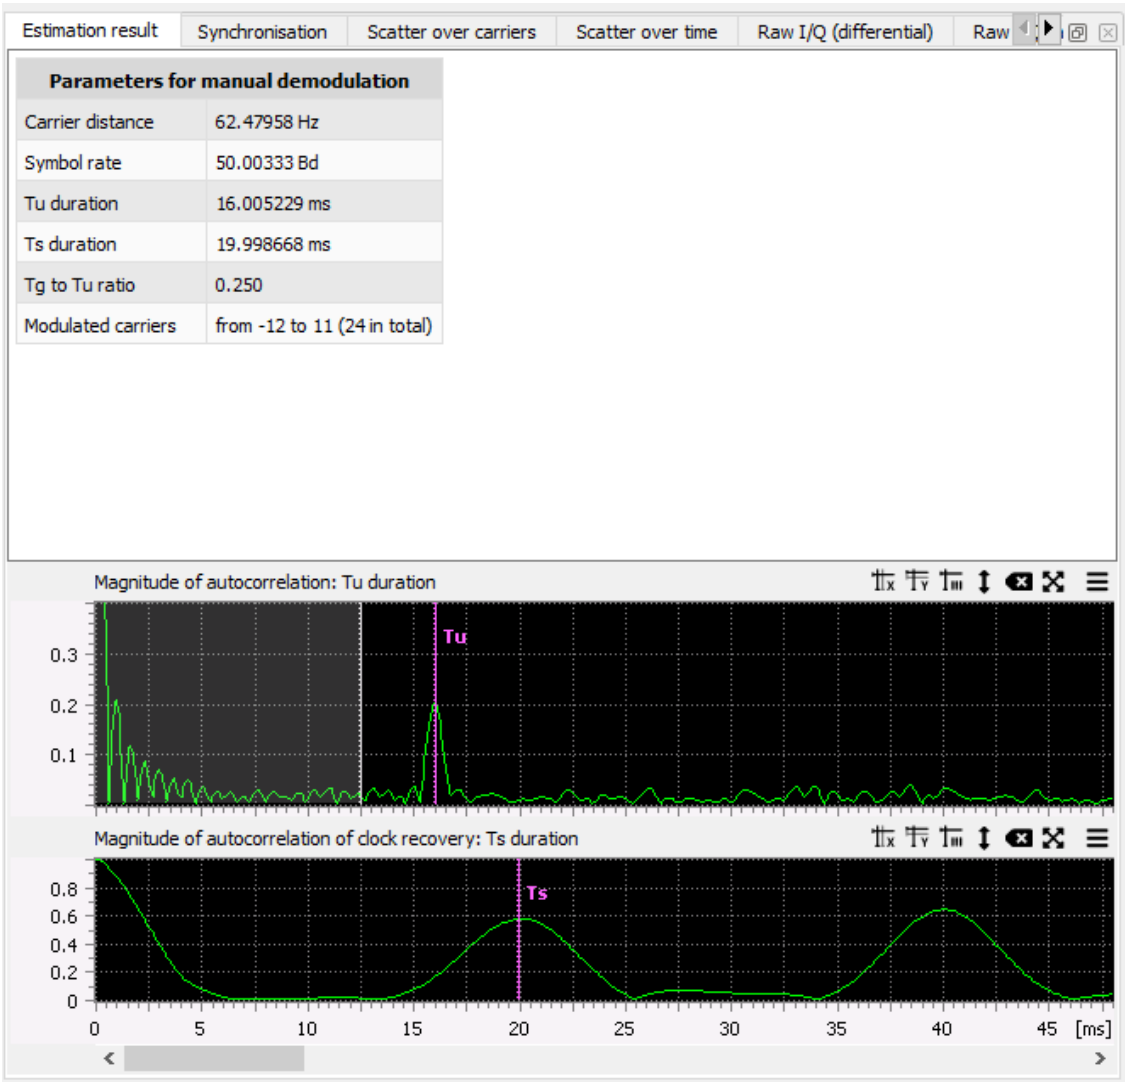 Estimation result Synchronisation Scatter over carriers Scatter over time Raw I/Q (differential) Raw
Parameters for manual demodulation
Carrier distance 62.47958 Hz
Symbol rate 50.00333 Bd
Tu duration 16.005229 ms
Ts duration 19.998668 ms
Tg to Tu ratio 0.250
Modulated carriers from -12 to 11 (24 in total)
Magnitude of autocorrelation: Tu duration
Tu
0.3
0.2
0.1
Magnitude of autocorrelation of clock recovery: Ts duration
Ts
0.8
0.6
0.4
0.2
0
0 5 10 15 20 25 30 35 40 45 [ms]